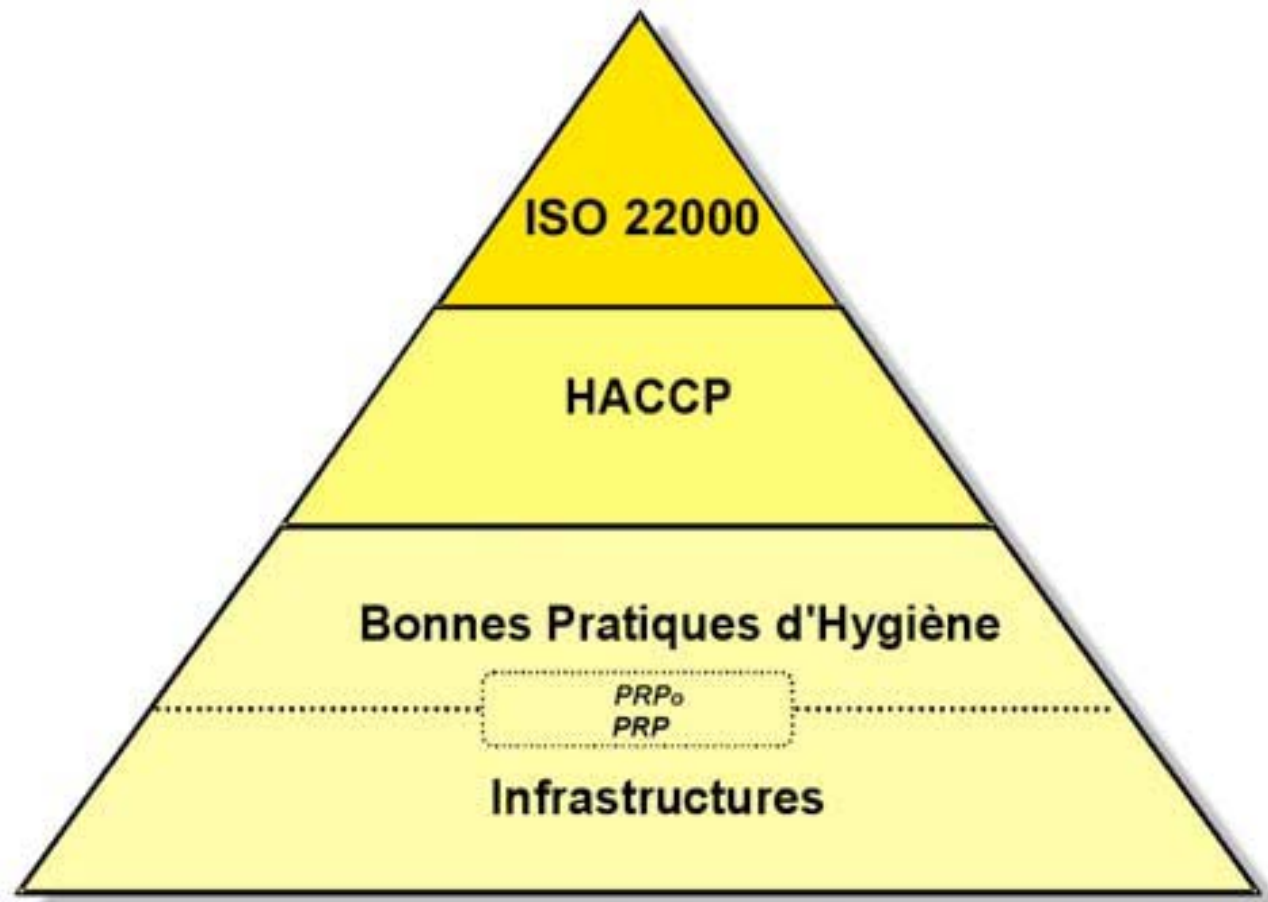 ISO 22000
HACCP
Bonnes Pratiques d'Hygiène
PRPo
PRP
Infrastructures